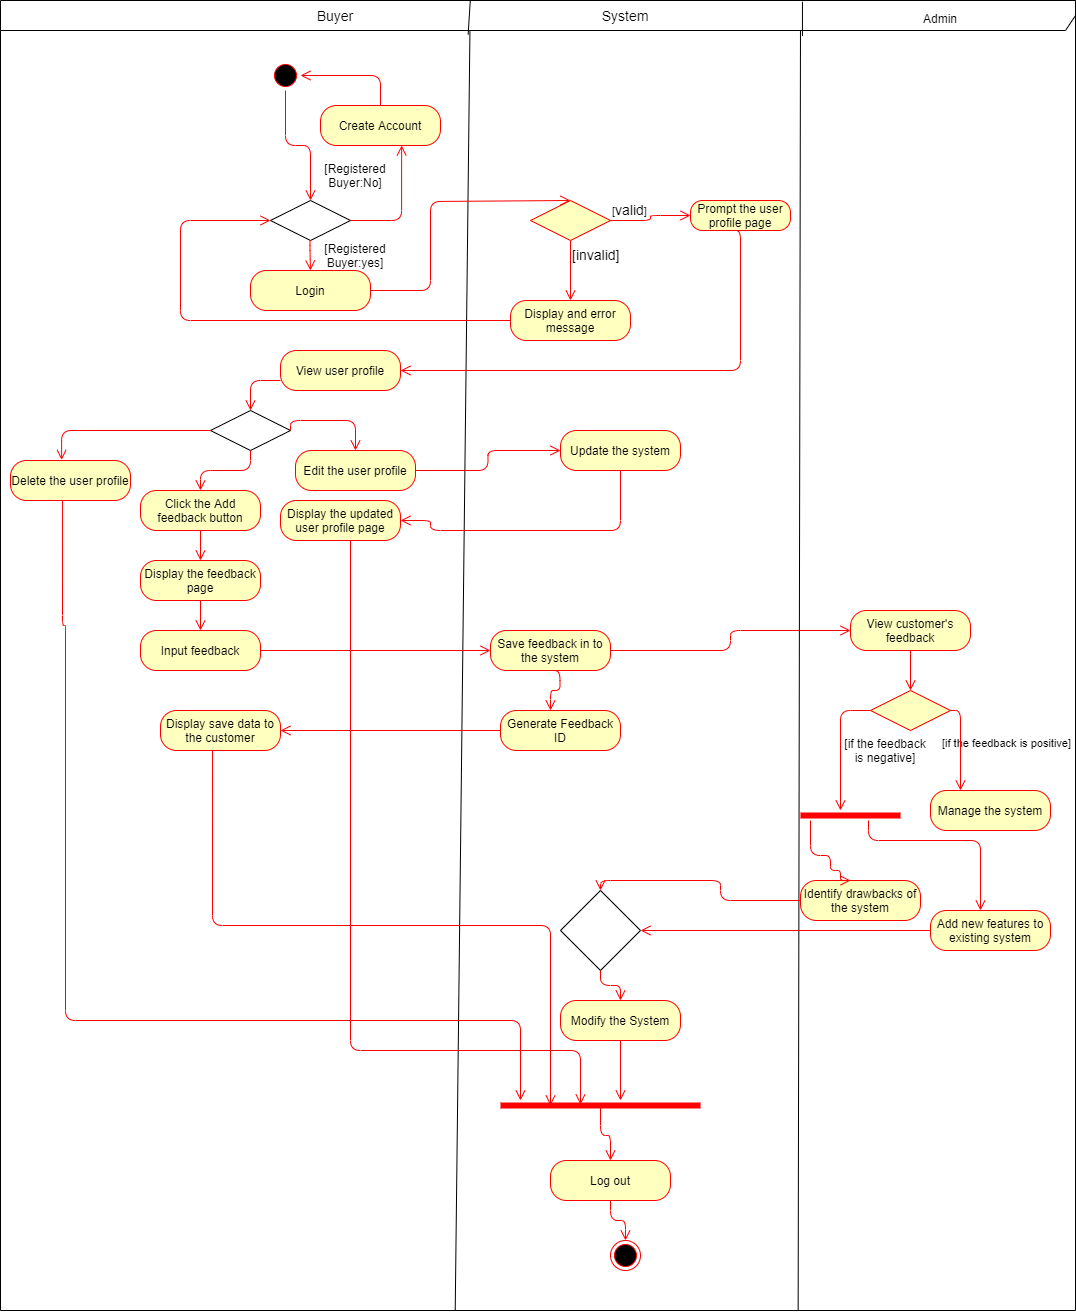 Buyer
System
Admin
Create Account
[Registered
Buyer:No]
[valid]
Prompt the user
profile page
[Registered
Buyer:yes]
[invalid]
Login
Display and error
message
View user profile
Delete the user profile
Edit the user profile
Update the system
Click the Add
feedback button
Display the updated
user profile page
Display the feedback
page
Input feedback
Save feedback in to
the system
View customer's
feedback
Display save data to
the customer
Generate Feedback
ID
[if the feedback
is negative]
[if the feedback is positive]
Manage the system
Identify drawbacks of
the system
Add new features to
existing system
Modify the System
Log out